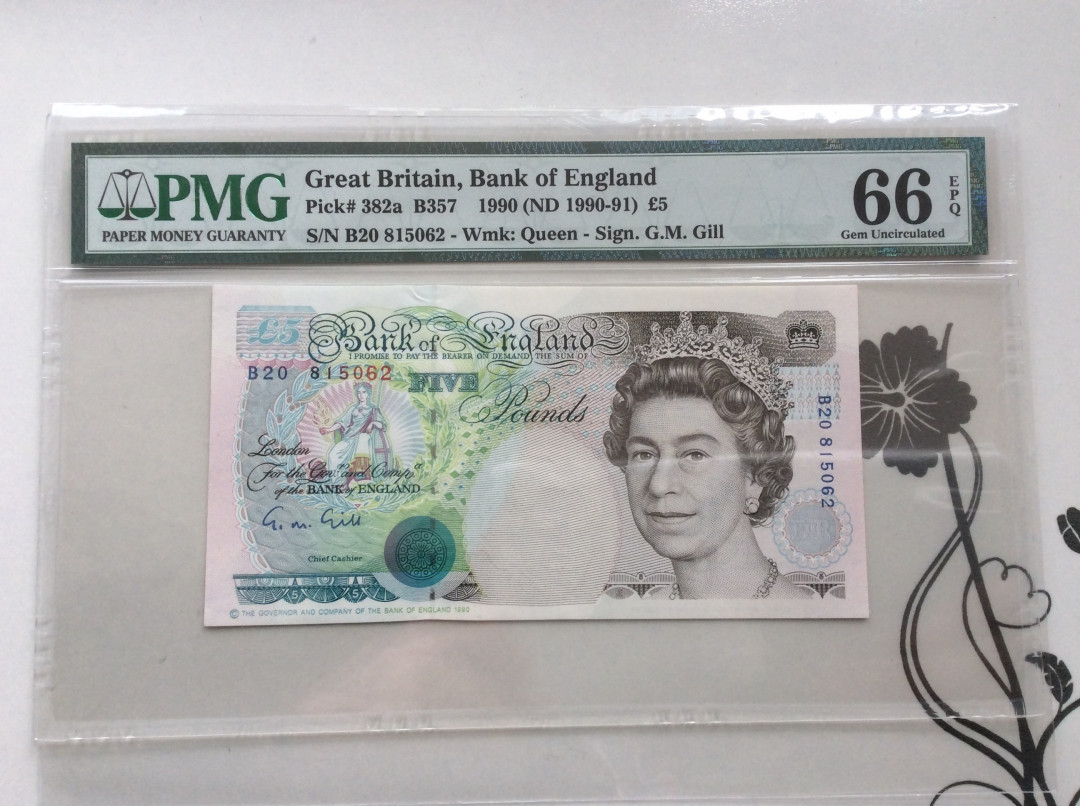 PMG
PAPER MONEY GUARANTY
Great Britain, Bank of England
Pick# 382a B357 1990 (ND 1990-91) £5
S/N B20 815062 - Wmk: Queen - Sign. G.M. Gill
66 EPQ
Gem Uncirculated
£5
Bank of England
I PROMISE TO PAY THE BEARER ON DEMAND THE SUM OF
B20 815062
FIVE
Pounds
London
For the Gov.r and Comp.a
of the BANK of ENGLAND
G. M. Gill
Chief Cashier
5 5
© THE GOVERNOR AND COMPANY OF THE BANK OF ENGLAND 1990
B20 815062